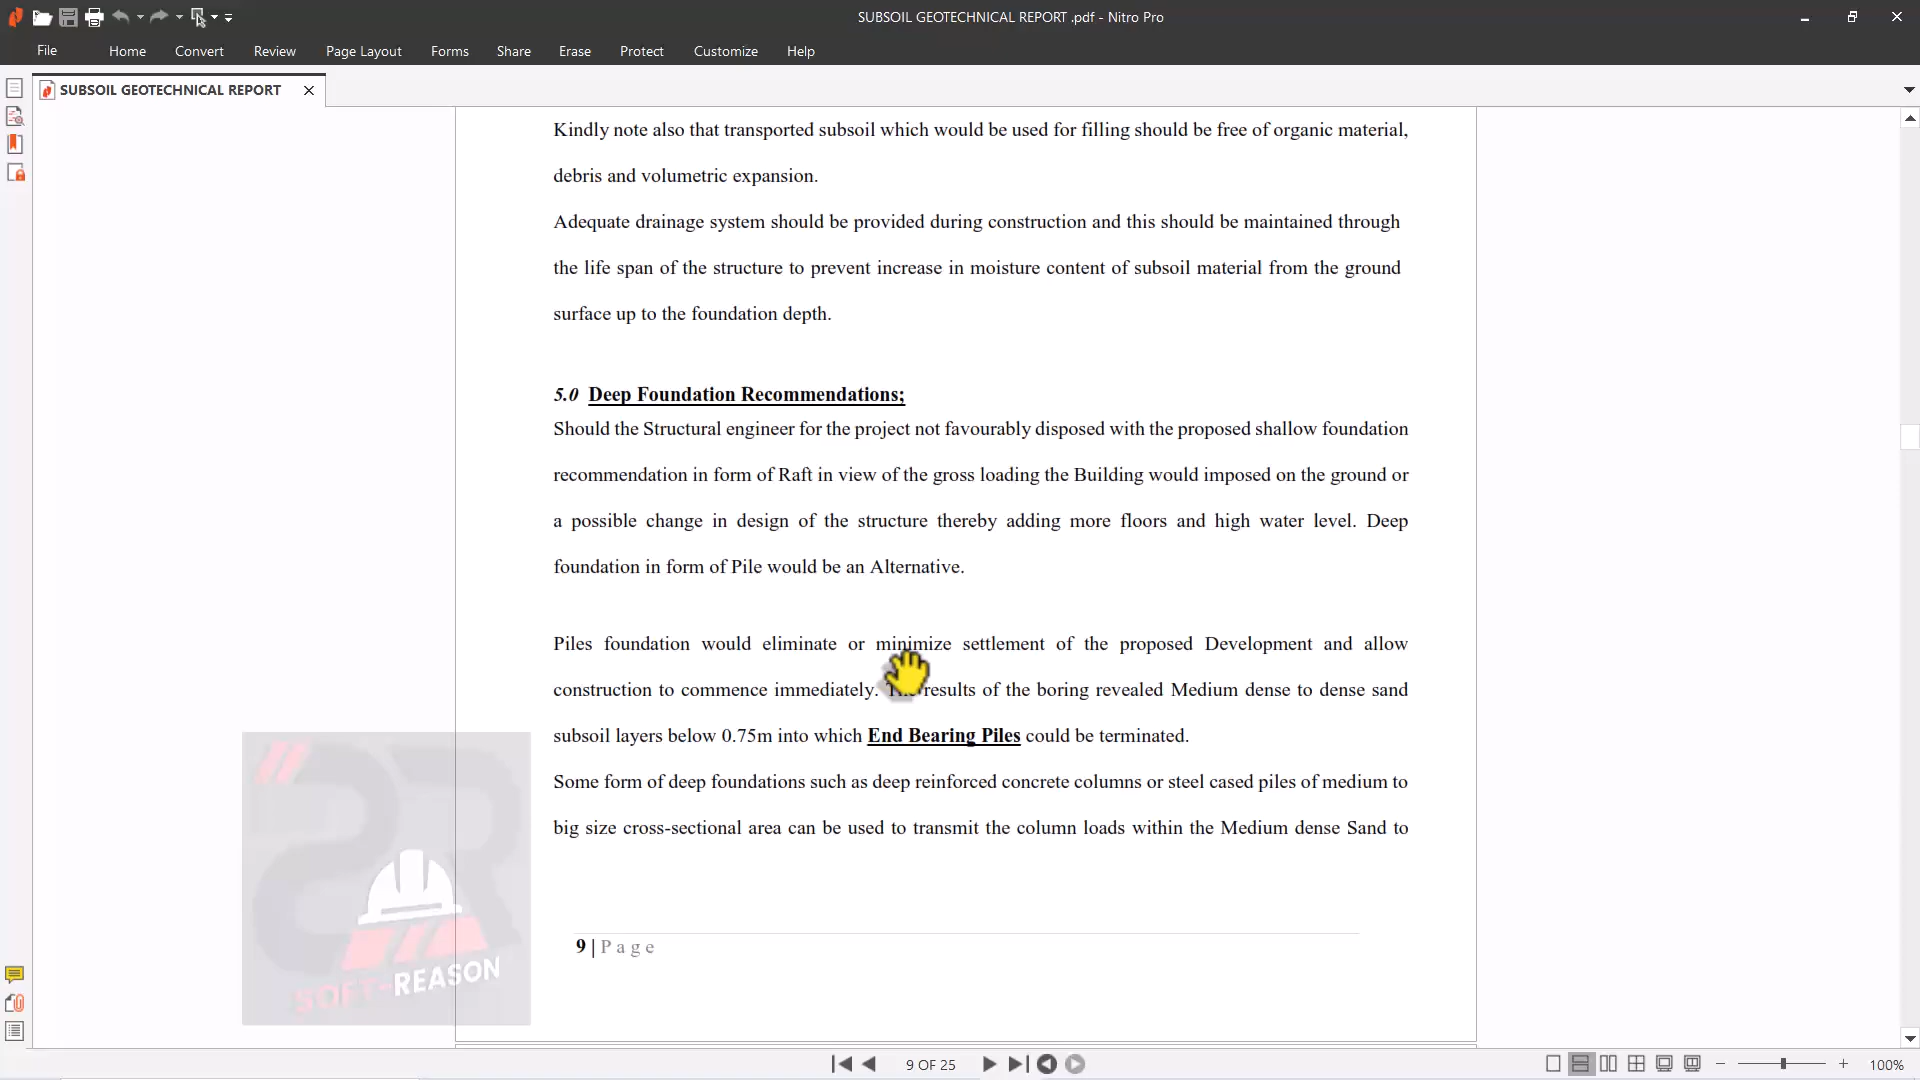 SUBSOIL GEOTECHNICAL REPORT .pdf - Nitro Pro
File Home Convert Review Page Layout Forms Share Erase Protect Customize Help
SUBSOIL GEOTECHNICAL REPORT
Kindly note also that transported subsoil which would be used for filling should be free of organic material,
debris and volumetric expansion.
Adequate drainage system should be provided during construction and this should be maintained through
the life span of the structure to prevent increase in moisture content of subsoil material from the ground
surface up to the foundation depth.
5.0 Deep Foundation Recommendations;
Should the Structural engineer for the project not favourably disposed with the proposed shallow foundation
recommendation in form of Raft in view of the gross loading the Building would imposed on the ground or
a possible change in design of the structure thereby adding more floors and high water level. Deep
foundation in form of Pile would be an Alternative.
Piles foundation would eliminate or minimize settlement of the proposed Development and allow
construction to commence immediately. The results of the boring revealed Medium dense to dense sand
subsoil layers below 0.75m into which End Bearing Piles could be terminated.
Some form of deep foundations such as deep reinforced concrete columns or steel cased piles of medium to
big size cross-sectional area can be used to transmit the column loads within the Medium dense Sand to
9 | Page
SOFT-REASON
9 OF 25
100%